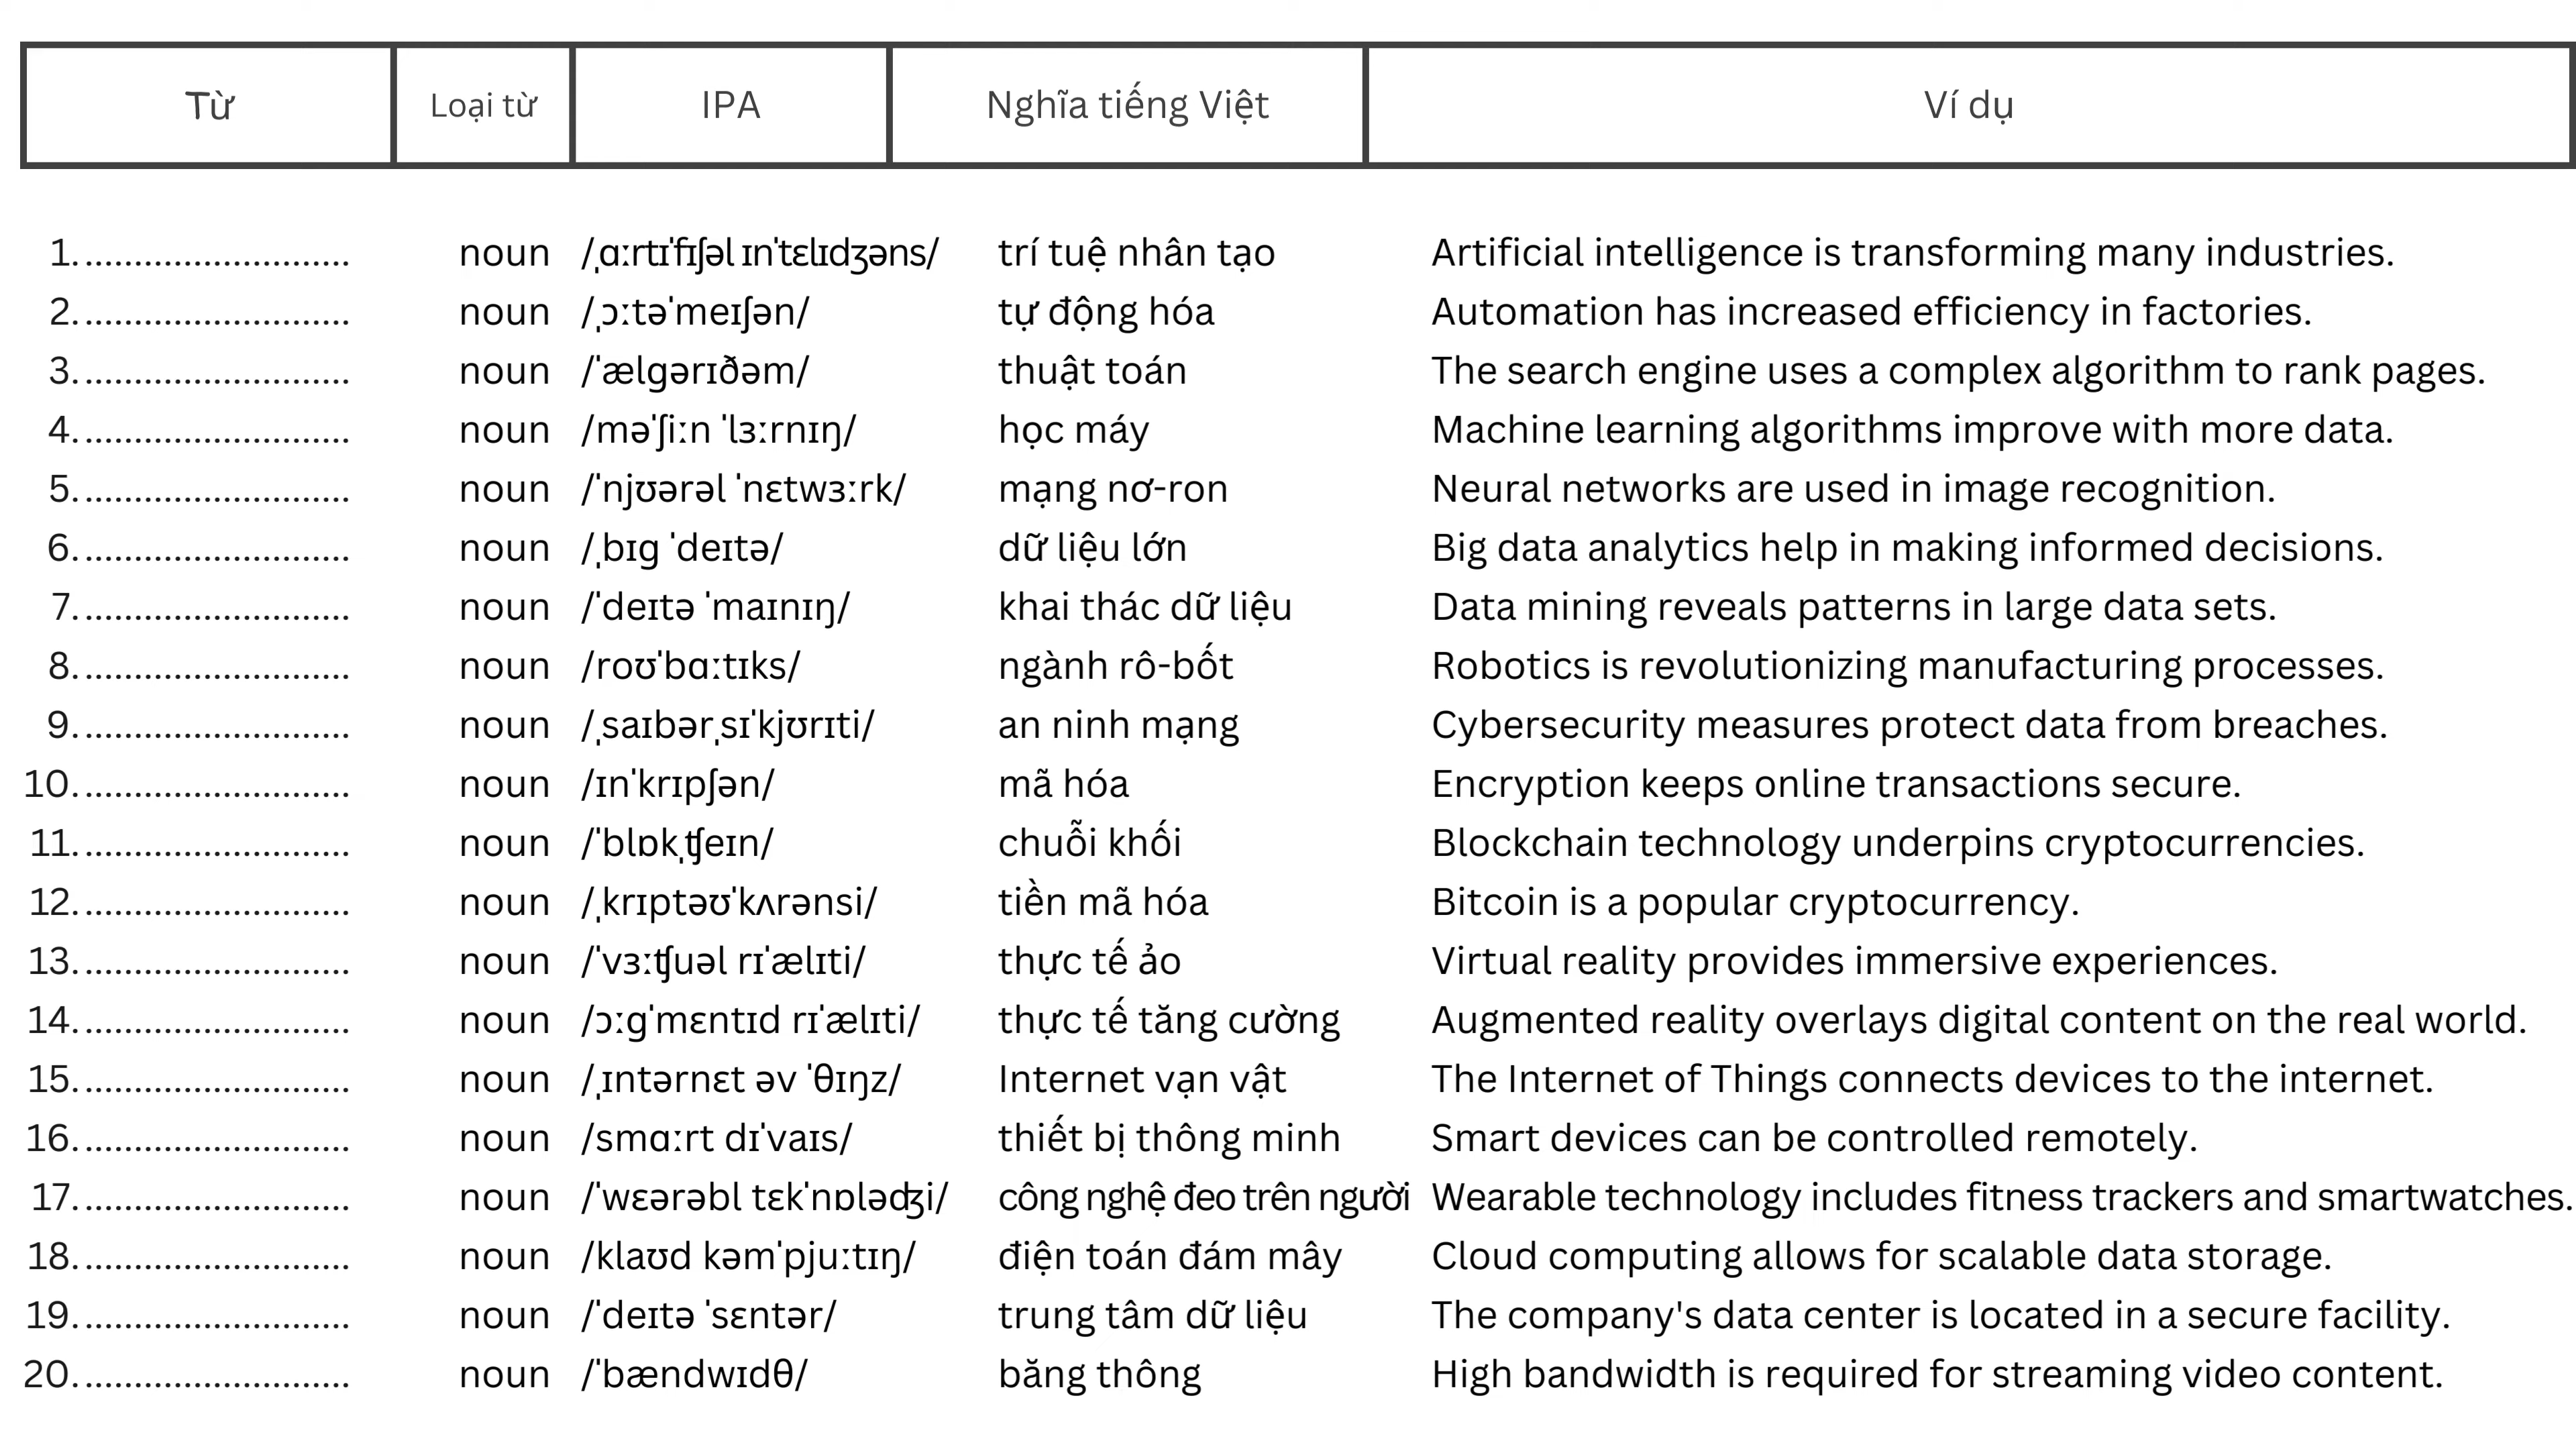 Từ Loại từ IPA Nghĩa tiếng Việt Ví dụ
1............................ noun /ˌɑːrtɪˈfɪʃəl ɪnˈtɛlɪdʒəns/ trí tuệ nhân tạo Artificial intelligence is transforming many industries.
2............................ noun /ˌɔːtəˈmeɪʃən/ tự động hóa Automation has increased efficiency in factories.
3............................ noun /ˈælgərɪðəm/ thuật toán The search engine uses a complex algorithm to rank pages.
4............................ noun /məˈʃiːn ˈlɜːrnɪŋ/ học máy Machine learning algorithms improve with more data.
5............................ noun /ˈnjʊərəl ˈnɛtwɜːrk/ mạng nơ-ron Neural networks are used in image recognition.
6............................ noun /ˌbɪg ˈdeɪtə/ dữ liệu lớn Big data analytics help in making informed decisions.
7............................ noun /ˈdeɪtə ˈmaɪnɪŋ/ khai thác dữ liệu Data mining reveals patterns in large data sets.
8............................ noun /roʊˈbɑːtɪks/ ngành rô-bốt Robotics is revolutionizing manufacturing processes.
9............................ noun /ˌsaɪbərˌsɪˈkjʊrɪti/ an ninh mạng Cybersecurity measures protect data from breaches.
10............................ noun /ɪnˈkrɪpʃən/ mã hóa Encryption keeps online transactions secure.
11............................ noun /ˈblɒkˌʧeɪn/ chuỗi khối Blockchain technology underpins cryptocurrencies.
12............................ noun /ˌkrɪptəʊˈkʌrənsi/ tiền mã hóa Bitcoin is a popular cryptocurrency.
13............................ noun /ˈvɜːʧuəl rɪˈælɪti/ thực tế ảo Virtual reality provides immersive experiences.
14............................ noun /ɔːgˈmɛntɪd rɪˈælɪti/ thực tế tăng cường Augmented reality overlays digital content on the real world.
15............................ noun /ˌɪntərnɛt əv ˈθɪŋz/ Internet vạn vật The Internet of Things connects devices to the internet.
16............................ noun /smɑːrt dɪˈvaɪs/ thiết bị thông minh Smart devices can be controlled remotely.
17............................ noun /ˈwɛərəbl tɛkˈnɒləʤi/ công nghệ đeo trên người Wearable technology includes fitness trackers and smartwatches.
18............................ noun /klaʊd kəmˈpjuːtɪŋ/ điện toán đám mây Cloud computing allows for scalable data storage.
19............................ noun /ˈdeɪtə ˈsɛntər/ trung tâm dữ liệu The company's data center is located in a secure facility.
20............................ noun /ˈbændwɪdθ/ băng thông High bandwidth is required for streaming video content.